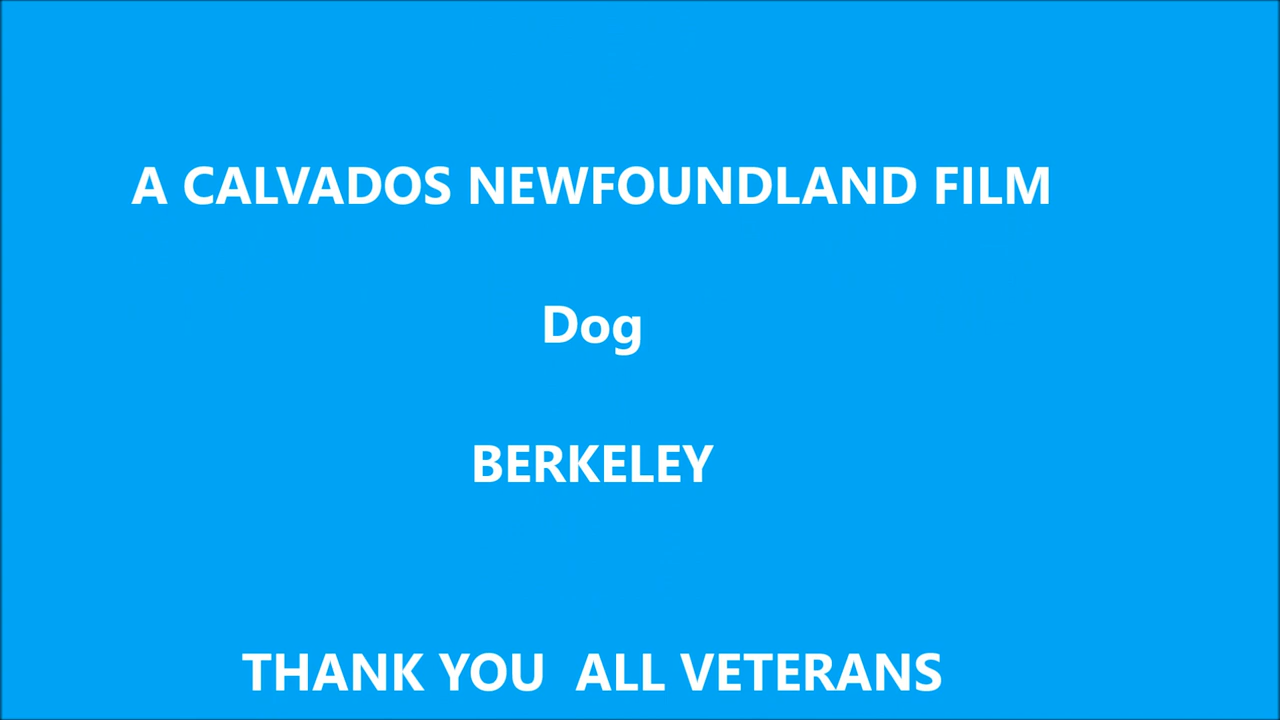 A CALVADOS NEWFOUNDLAND FILM
Dog
BERKELEY
THANK YOU  ALL VETERANS